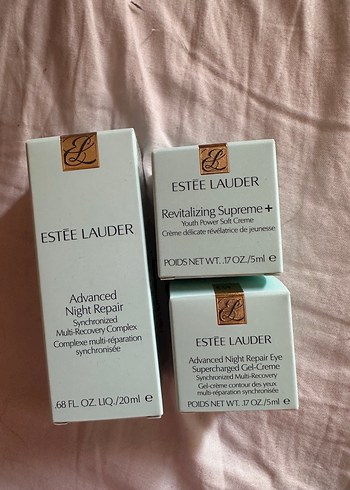 ESTĒE LAUDER
Advanced
Night Repair
Synchronized
Multi-Recovery Complex
Complexe multi-réparation
synchronisée
.68 FL. OZ. LIQ./20ml ℮
ESTĒE LAUDER
Revitalizing Supreme+
Youth Power Soft Creme
Crème délicate révélatrice de jeunesse
POIDS NET WT. .17 OZ./5ml ℮
ESTĒE LAUDER
Advanced Night Repair Eye
Supercharged Gel-Creme
Synchronized Multi-Recovery
Gel-crème contour des yeux
multi-réparation synchronisée
POIDS NET WT. .17 OZ./5ml ℮